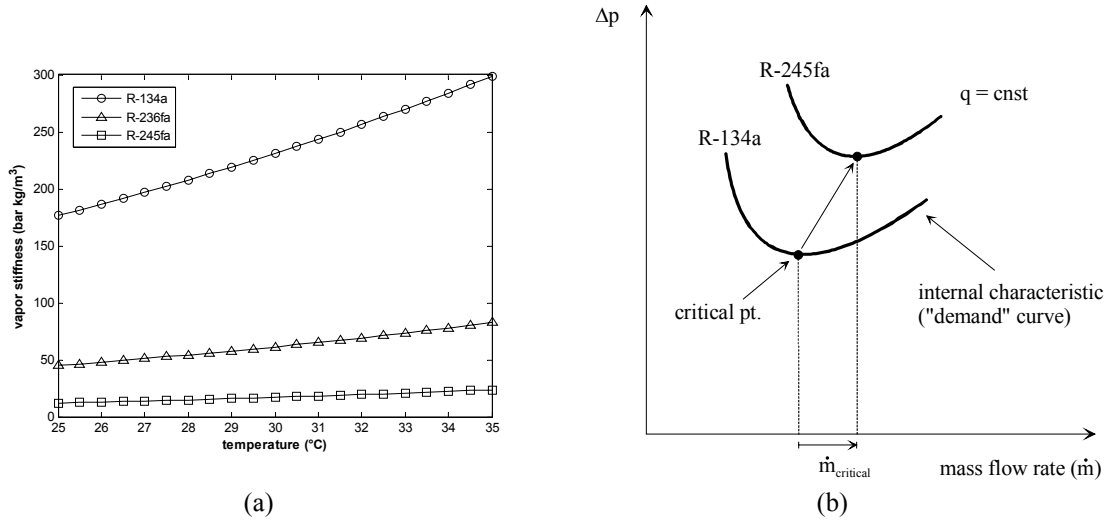 300
250
200
150
100
50
0
25 26 27 28 29 30 31 32 33 34 35
vapor stiffness (bar kg/m³)
temperature (°C)
R-134a
R-236fa
R-245fa
(a)
Δp
R-245fa
q = cnst
R-134a
critical pt.
internal characteristic
("demand" curve)
ṁcritical
mass flow rate (ṁ)
(b)